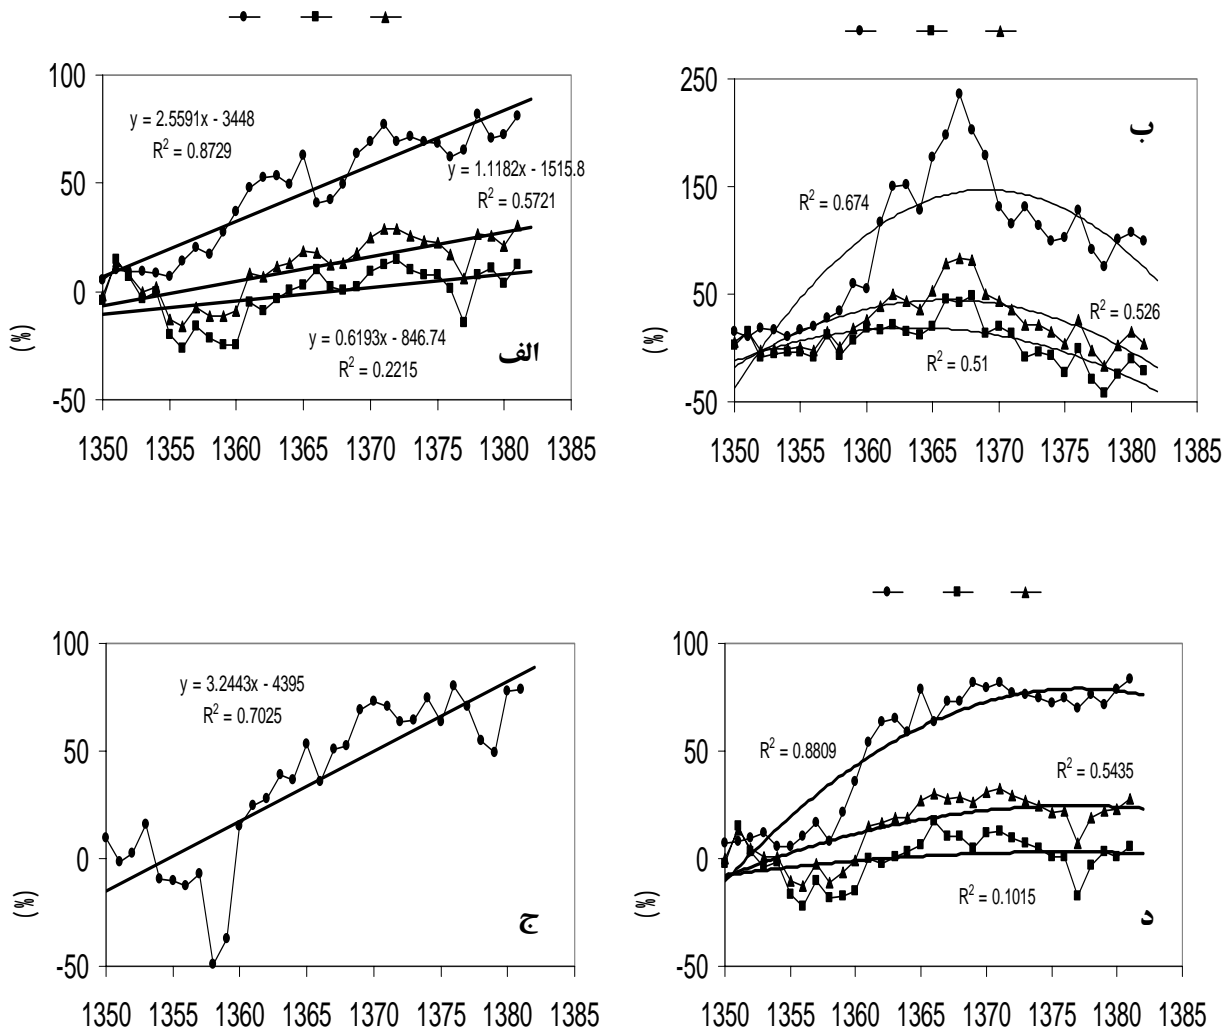 100
50
0
-50
(%)
y = 2.5591x - 3448
R² = 0.8729
y = 1.1182x - 1515.8
R² = 0.5721
y = 0.6193x - 846.74
R² = 0.2215
الف
1350 1355 1360 1365 1370 1375 1380 1385
250
150
50
-50
(%)
ب
R² = 0.674
R² = 0.526
R² = 0.51
1350 1355 1360 1365 1370 1375 1380 1385
100
50
0
-50
(%)
y = 3.2443x - 4395
R² = 0.7025
ج
1350 1355 1360 1365 1370 1375 1380 1385
100
50
0
-50
(%)
R² = 0.8809
R² = 0.5435
R² = 0.1015
د
1350 1355 1360 1365 1370 1375 1380 1385